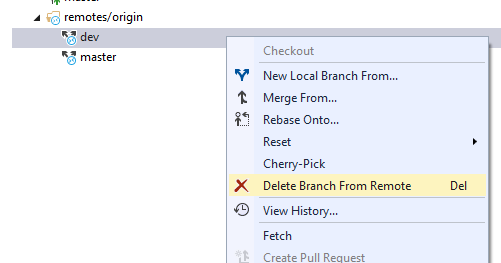 master
remotes/origin
dev
master
Checkout
New Local Branch From...
Merge From...
Rebase Onto...
Reset
Cherry-Pick
Delete Branch From Remote Del
View History...
Fetch
Create Pull Request